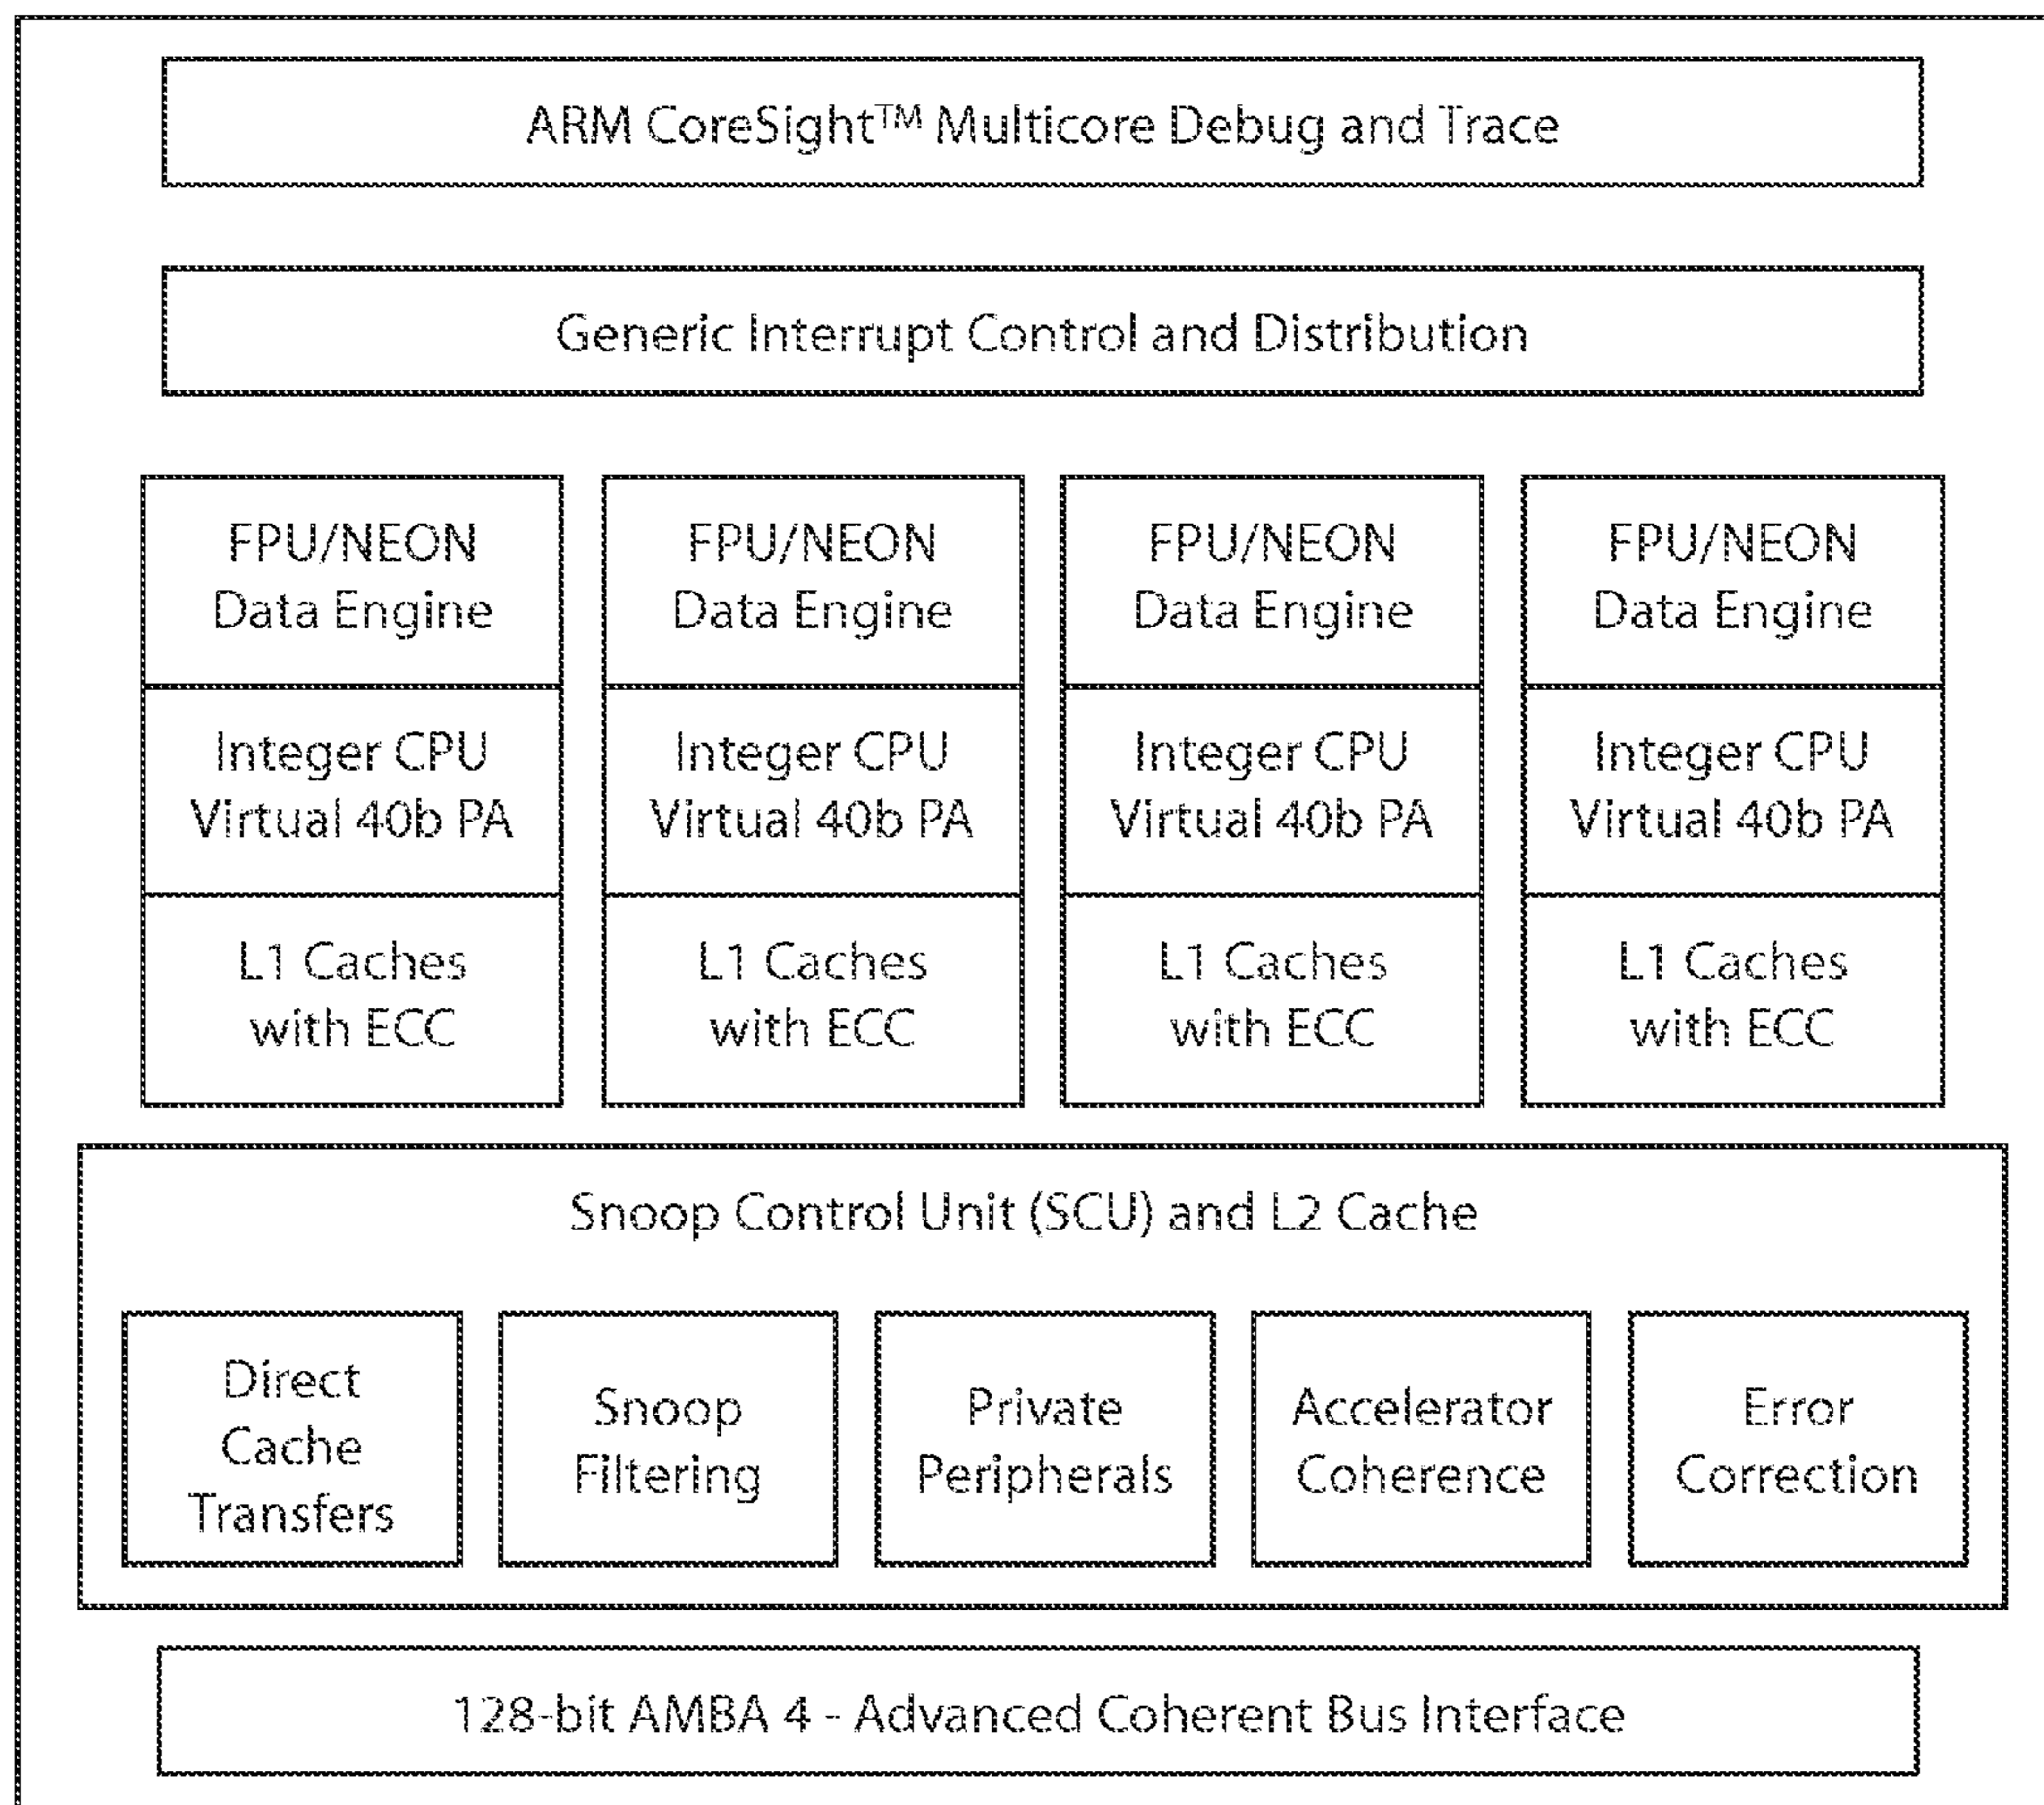 ARM CoreSight™ Multicore Debug and Trace
Generic Interrupt Control and Distribution
FPU/NEON
Data Engine
Integer CPU
Virtual 40b PA
L1 Caches
with ECC
FPU/NEON
Data Engine
Integer CPU
Virtual 40b PA
L1 Caches
with ECC
FPU/NEON
Data Engine
Integer CPU
Virtual 40b PA
L1 Caches
with ECC
FPU/NEON
Data Engine
Integer CPU
Virtual 40b PA
L1 Caches
with ECC
Snoop Control Unit (SCU) and L2 Cache
Direct
Cache
Transfers
Snoop
Filtering
Private
Peripherals
Accelerator
Coherence
Error
Correction
128-bit AMBA 4 - Advanced Coherent Bus Interface